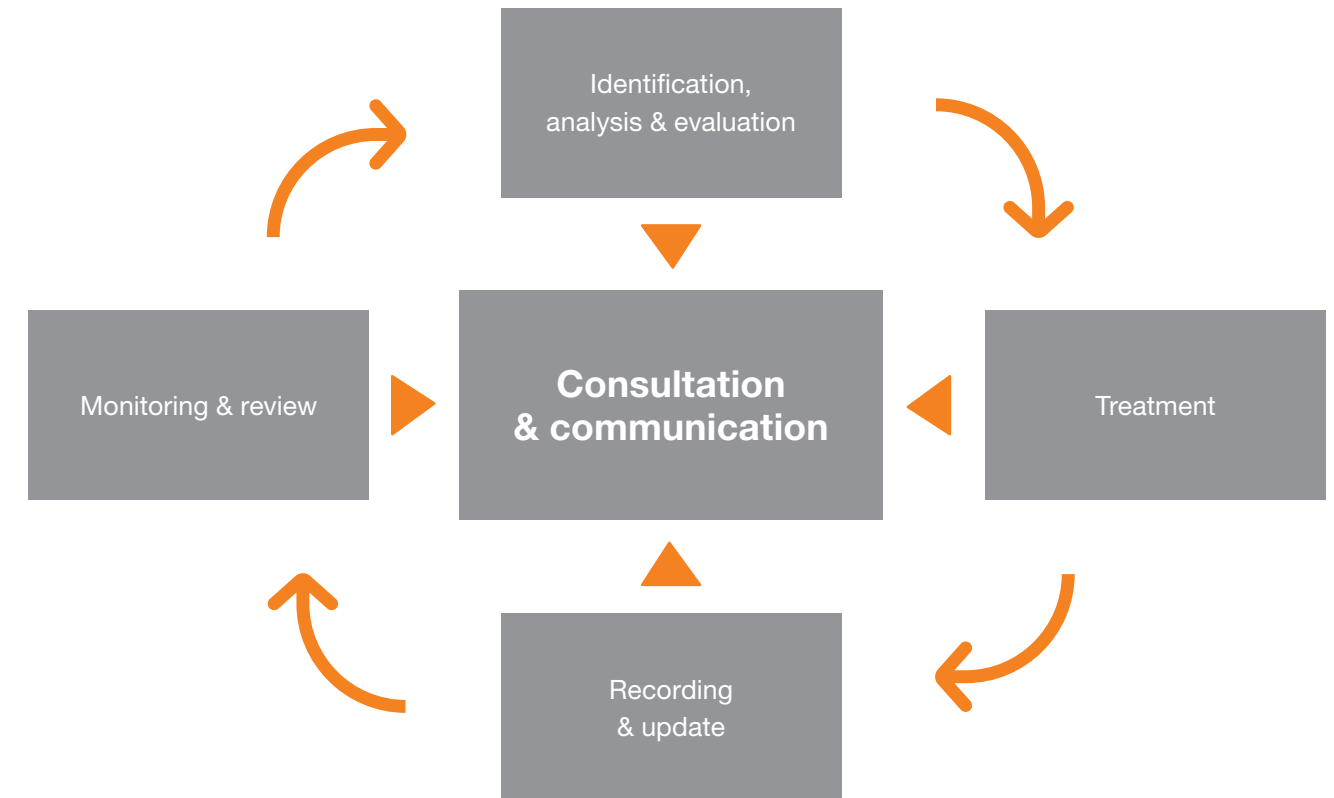 Identification,
analysis & evaluation
Monitoring & review
Consultation
& communication
Treatment
Recording
& update